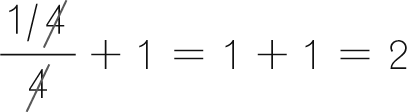 1/4
4 + 1 = 1 + 1 = 2